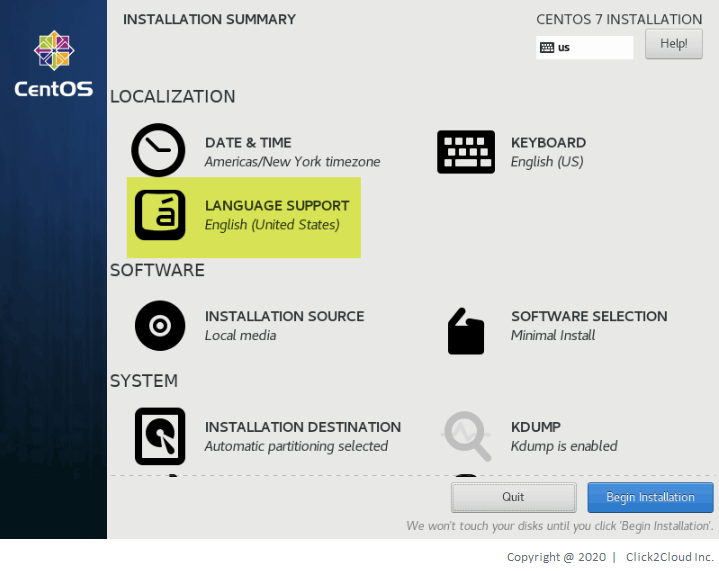 INSTALLATION SUMMARY
CENTOS 7 INSTALLATION
us
Help!
CentOS
LOCALIZATION
DATE & TIME
Americas/New York timezone
KEYBOARD
English (US)
á
LANGUAGE SUPPORT
English (United States)
SOFTWARE
INSTALLATION SOURCE
Local media
SOFTWARE SELECTION
Minimal Install
SYSTEM
INSTALLATION DESTINATION
Automatic partitioning selected
KDUMP
Kdump is enabled
Quit
Begin Installation
We won't touch your disks until you click 'Begin Installation'.
Copyright @ 2020 | Click2Cloud Inc.